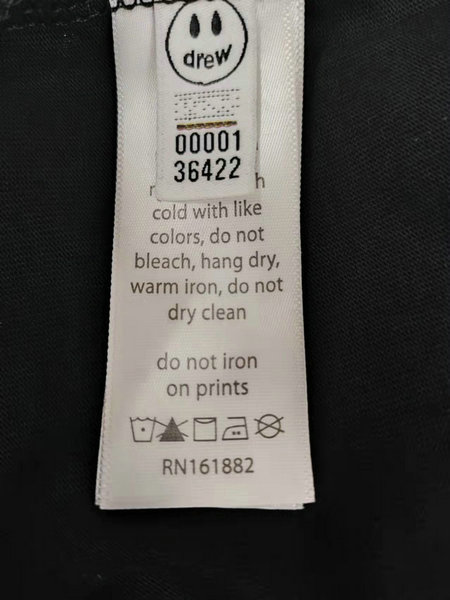 drew
00001
36422
cold with like
colors, do not
bleach, hang dry,
warm iron, do not
dry clean
do not iron
on prints
RN161882